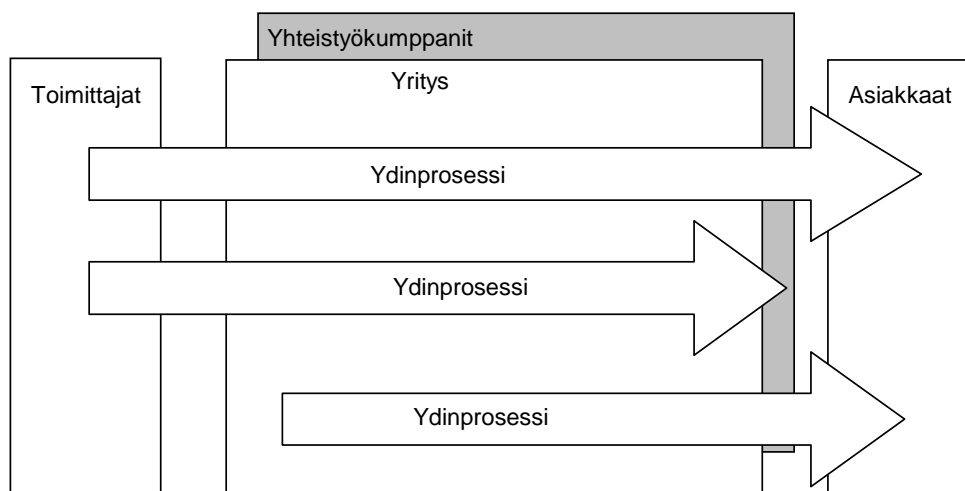 Yhteistyökumppanit
Toimittajat
Yritys
Asiakkaat
Ydinprosessi
Ydinprosessi
Ydinprosessi